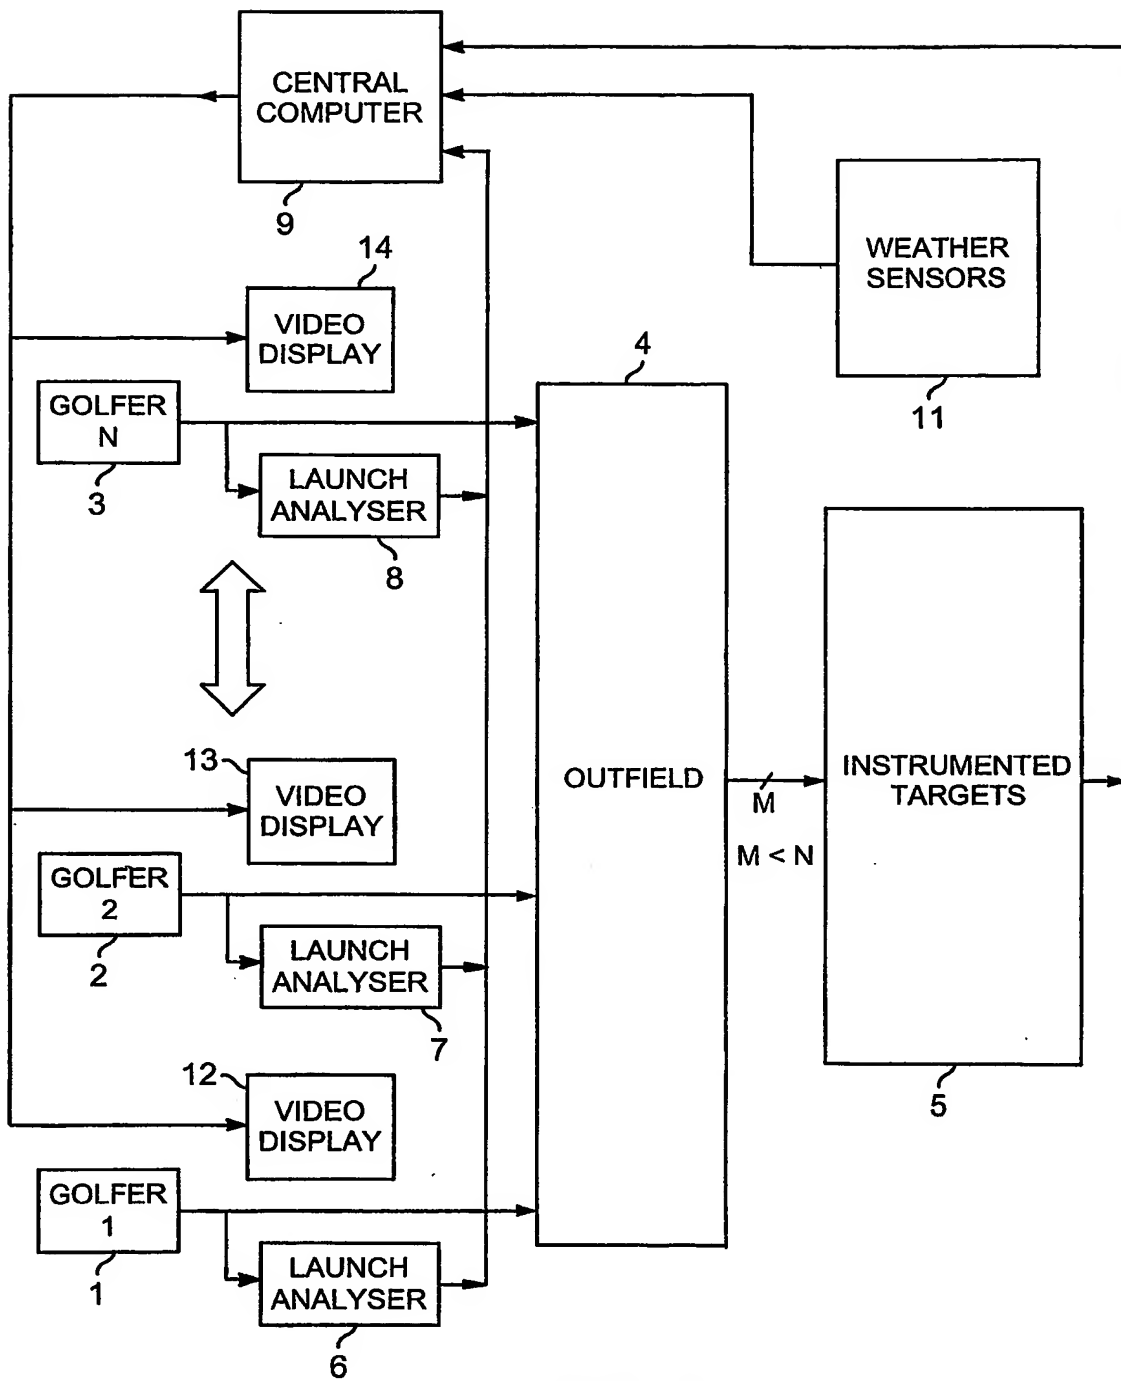 CENTRAL
COMPUTER
9
WEATHER
SENSORS
11
14
VIDEO
DISPLAY
GOLFER
N
3
LAUNCH
ANALYSER
8
4
OUTFIELD
M
M < N
INSTRUMENTED
TARGETS
5
13
VIDEO
DISPLAY
GOLFER
2
2
LAUNCH
ANALYSER
7
12
VIDEO
DISPLAY
GOLFER
1
1
LAUNCH
ANALYSER
6